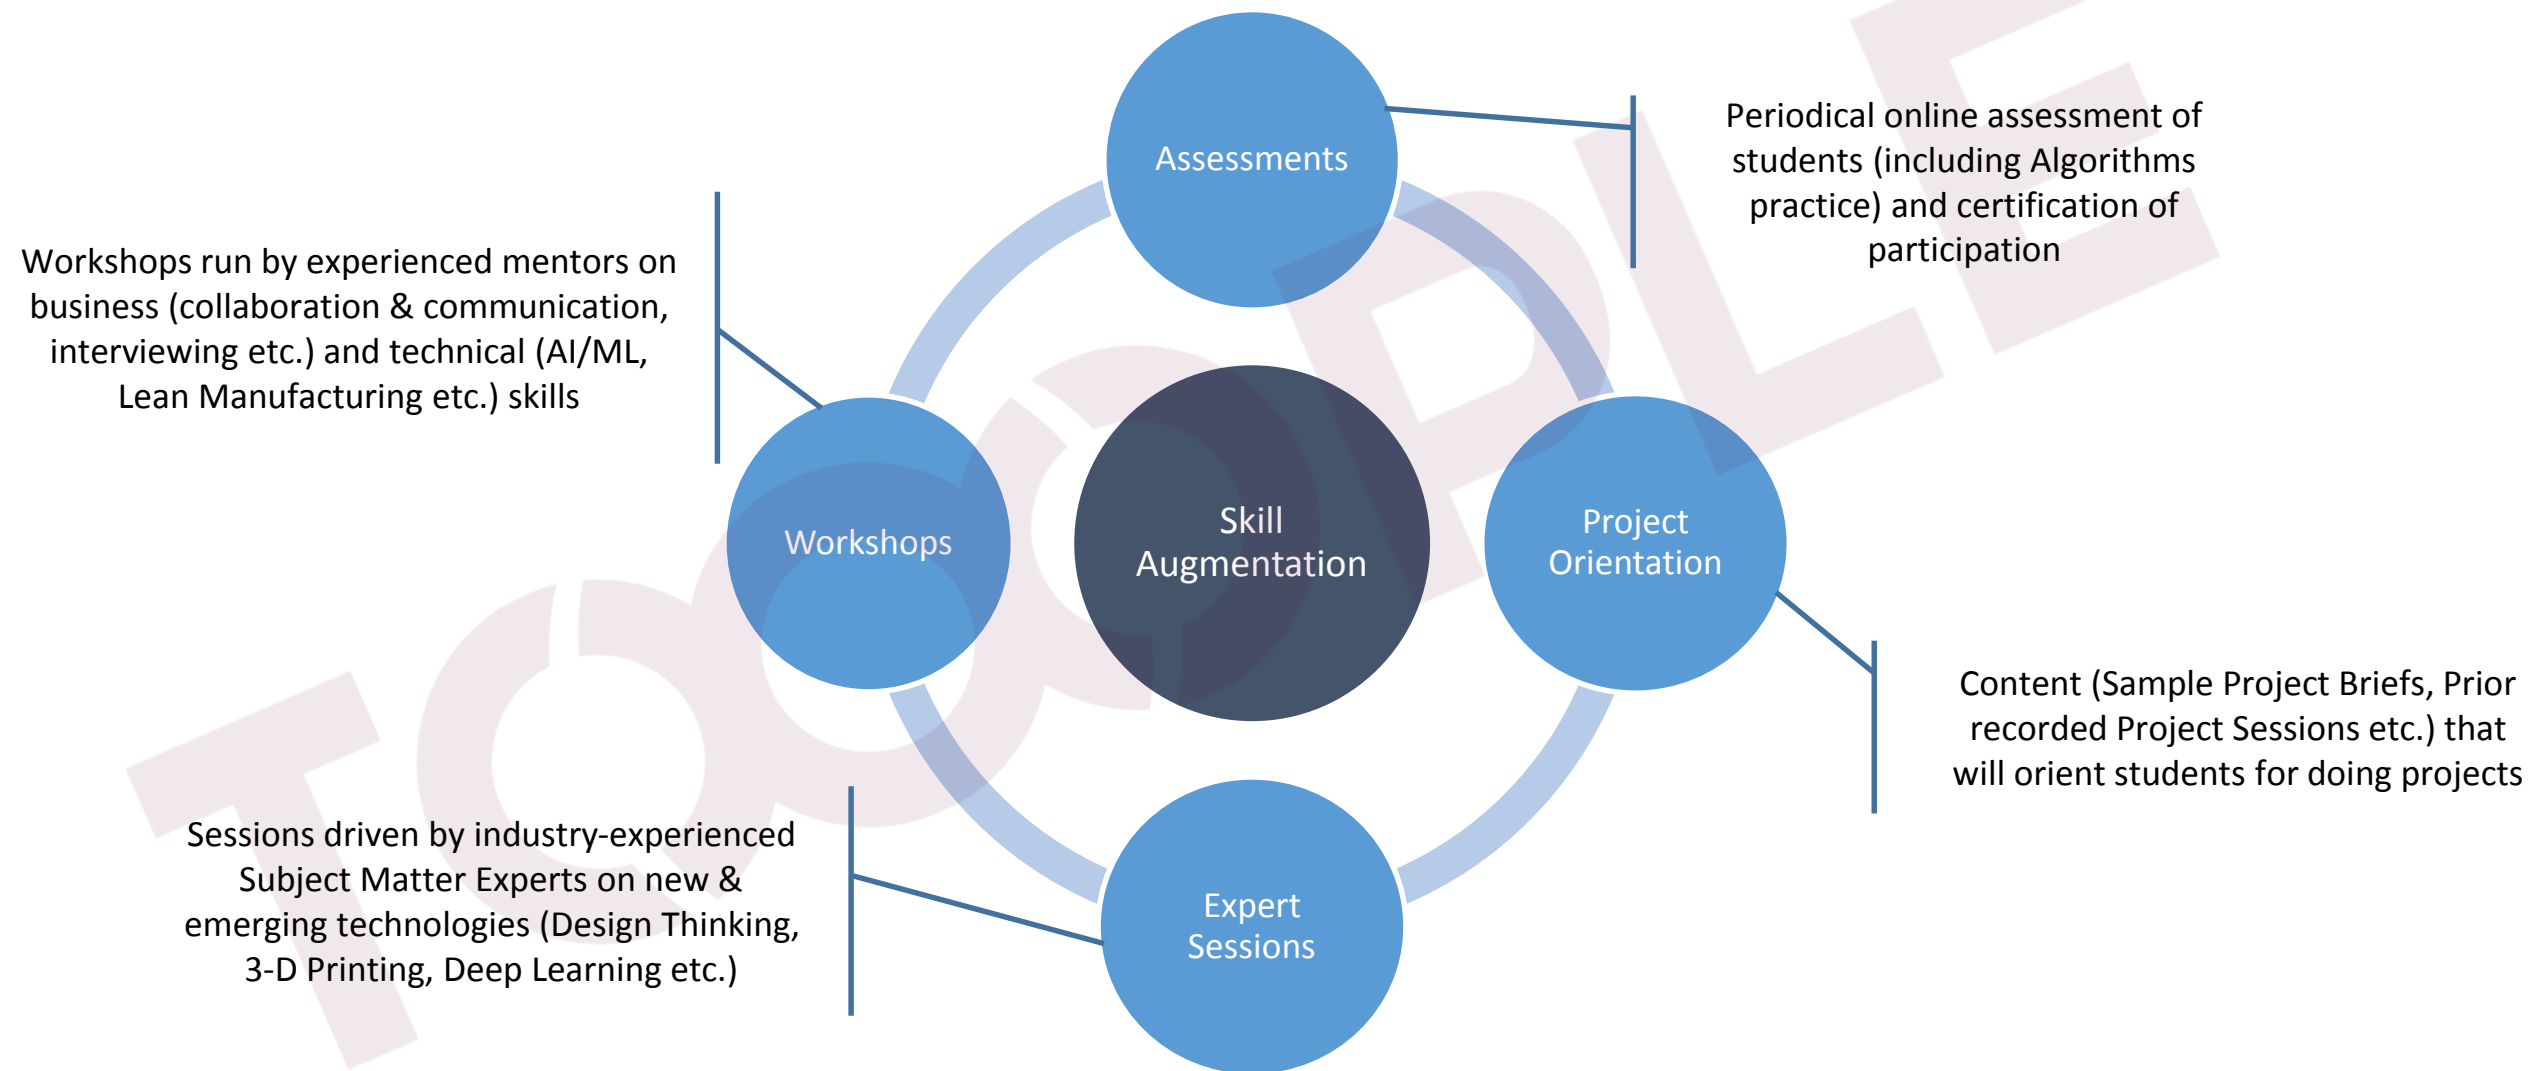 Assessments
Periodical online assessment of
students (including Algorithms
practice) and certification of
participation
Workshops run by experienced mentors on
business (collaboration & communication,
interviewing etc.) and technical (AI/ML,
Lean Manufacturing etc.) skills
Workshops
Skill
Augmentation
Project
Orientation
Content (Sample Project Briefs, Prior
recorded Project Sessions etc.) that
will orient students for doing projects
Sessions driven by industry-experienced
Subject Matter Experts on new &
emerging technologies (Design Thinking,
3-D Printing, Deep Learning etc.)
Expert
Sessions